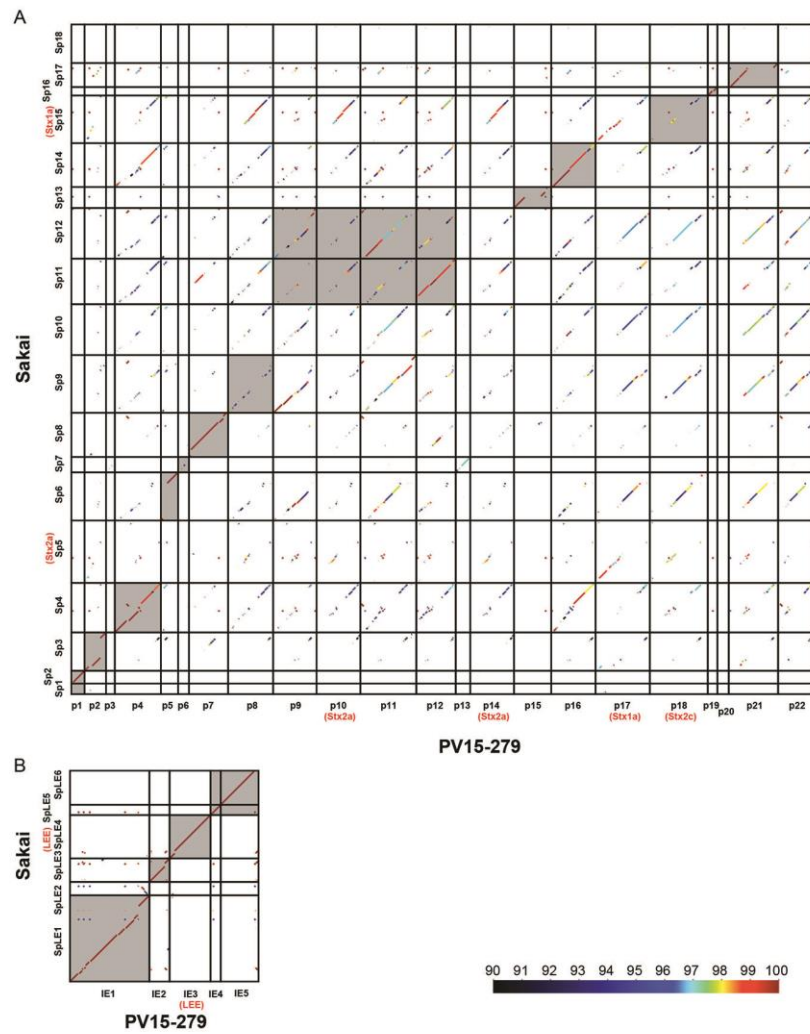 A
Sp18
Sp17
Sp16
Sp15
(Stx1a)
Sp14
Sp13
Sp12
Sp11
Sp10
Sp9
Sp8
Sp7
Sp6
Sp5
(Stx2a)
Sp4
Sp3
Sp2
Sp1
Sakai
p1 p2 p3 p4 p5 p6 p7 p8 p9 p10 p11 p12 p13 p14 p15 p16 p17 p18 p19 p20 p21 p22
(Stx2a) (Stx2a) (Stx1a) (Stx2c)
PV15-279
B
SpLE6
SpLE5
SpLE4
(LEE)
SpLE3
SpLE2
SpLE1
Sakai
IE1 IE2 IE3 IE4 IE5
(LEE)
PV15-279
90 91 92 93 94 95 96 97 98 99 100